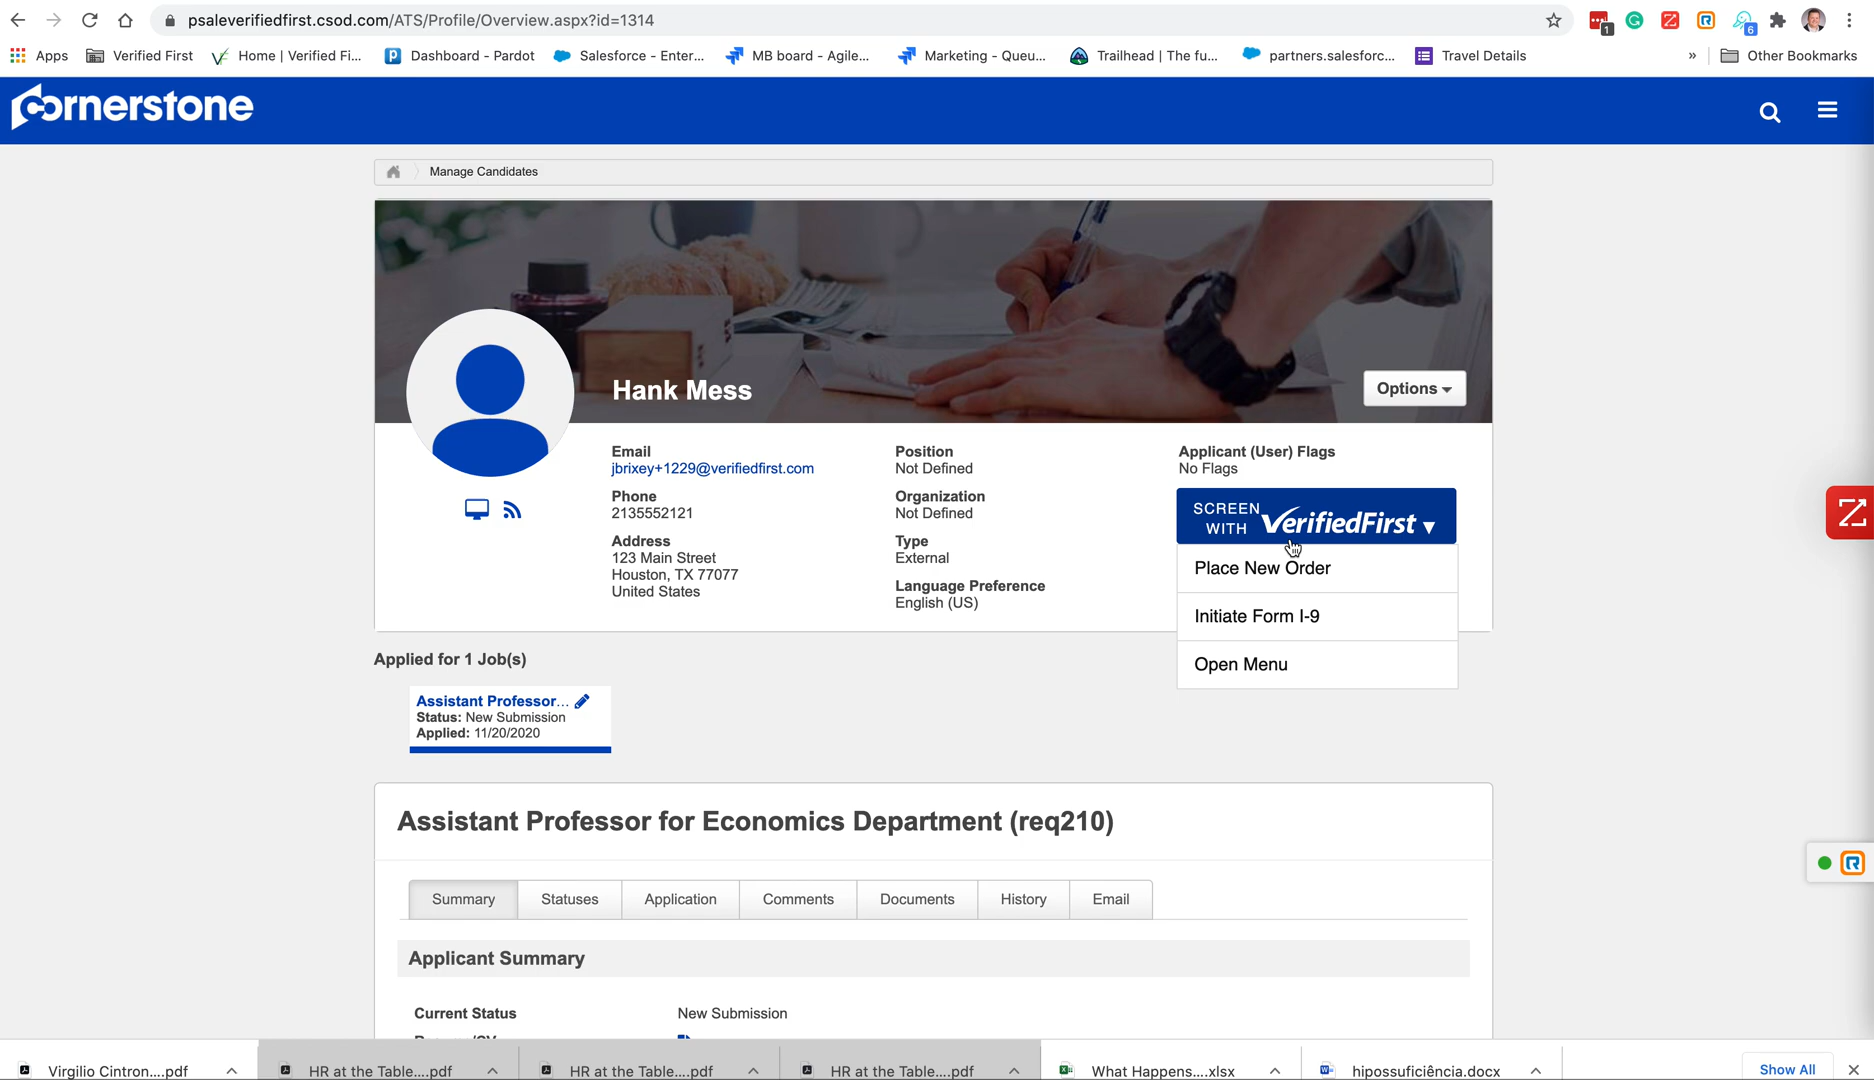 psaleverifiedfirst.csod.com/ATS/Profile/Overview.aspx?id=1314
1
6
Apps
Verified First
Home | Verified Fi...
Dashboard - Pardot
Salesforce - Enter...
MB board - Agile...
Marketing - Queu...
Trailhead | The fu...
partners.salesforc...
Travel Details
»
Other Bookmarks
Cornerstone
Manage Candidates
Hank Mess
Options
Email
jbrixey+1229@verifiedfirst.com
Phone
2135552121
Address
123 Main Street
Houston, TX 77077
United States
Position
Not Defined
Organization
Not Defined
Type
External
Language Preference
English (US)
Applicant (User) Flags
No Flags
SCREEN WITH VerifiedFirst
Place New Order
Initiate Form I-9
Open Menu
Applied for 1 Job(s)
Assistant Professor...
Status: New Submission
Applied: 11/20/2020
Assistant Professor for Economics Department (req210)
Summary
Statuses
Application
Comments
Documents
History
Email
Applicant Summary
Current Status
New Submission
Virgilio Cintron....pdf
HR at the Table....pdf
HR at the Table....pdf
HR at the Table....pdf
What Happens....xlsx
hipossuficiência.docx
Show All